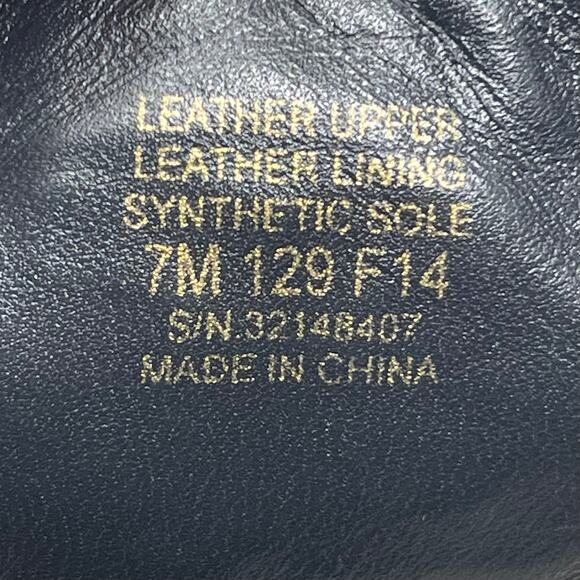 LEATHER UPPER
LEATHER LINING
SYNTHETIC SOLE
7M 129 F14
S/N.32148407
MADE IN CHINA